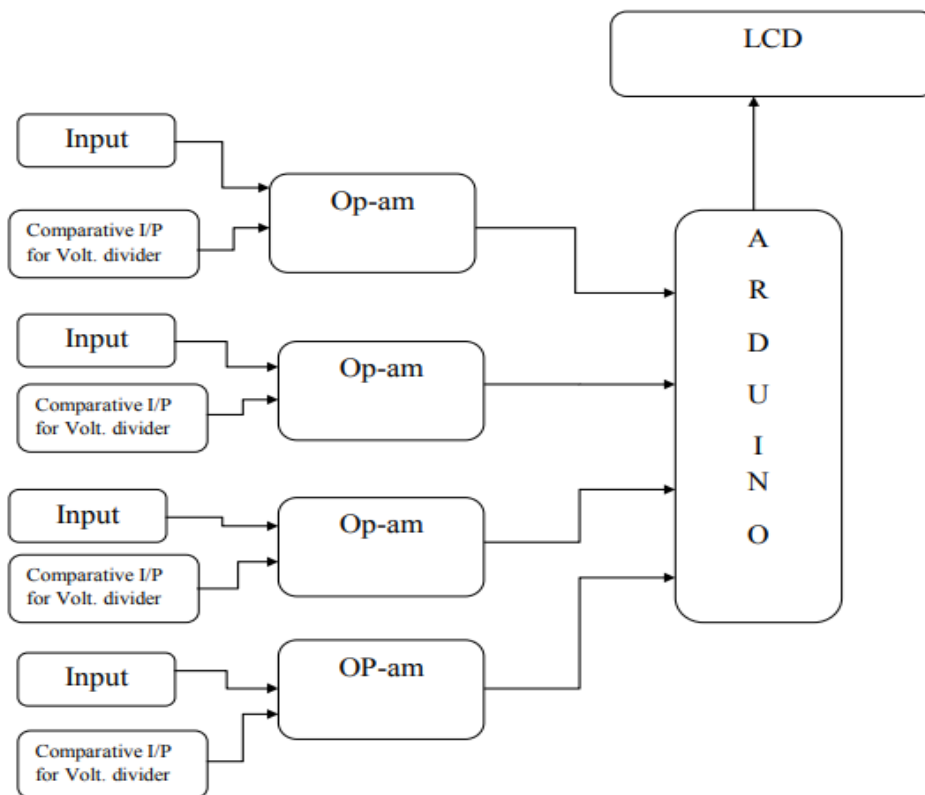 LCD
Input
Comparative I/P
for Volt. divider
Op-am
Input
Comparative I/P
for Volt. divider
Op-am
Input
Comparative I/P
for Volt. divider
Op-am
Input
Comparative I/P
for Volt. divider
OP-am
A
R
D
U
I
N
O